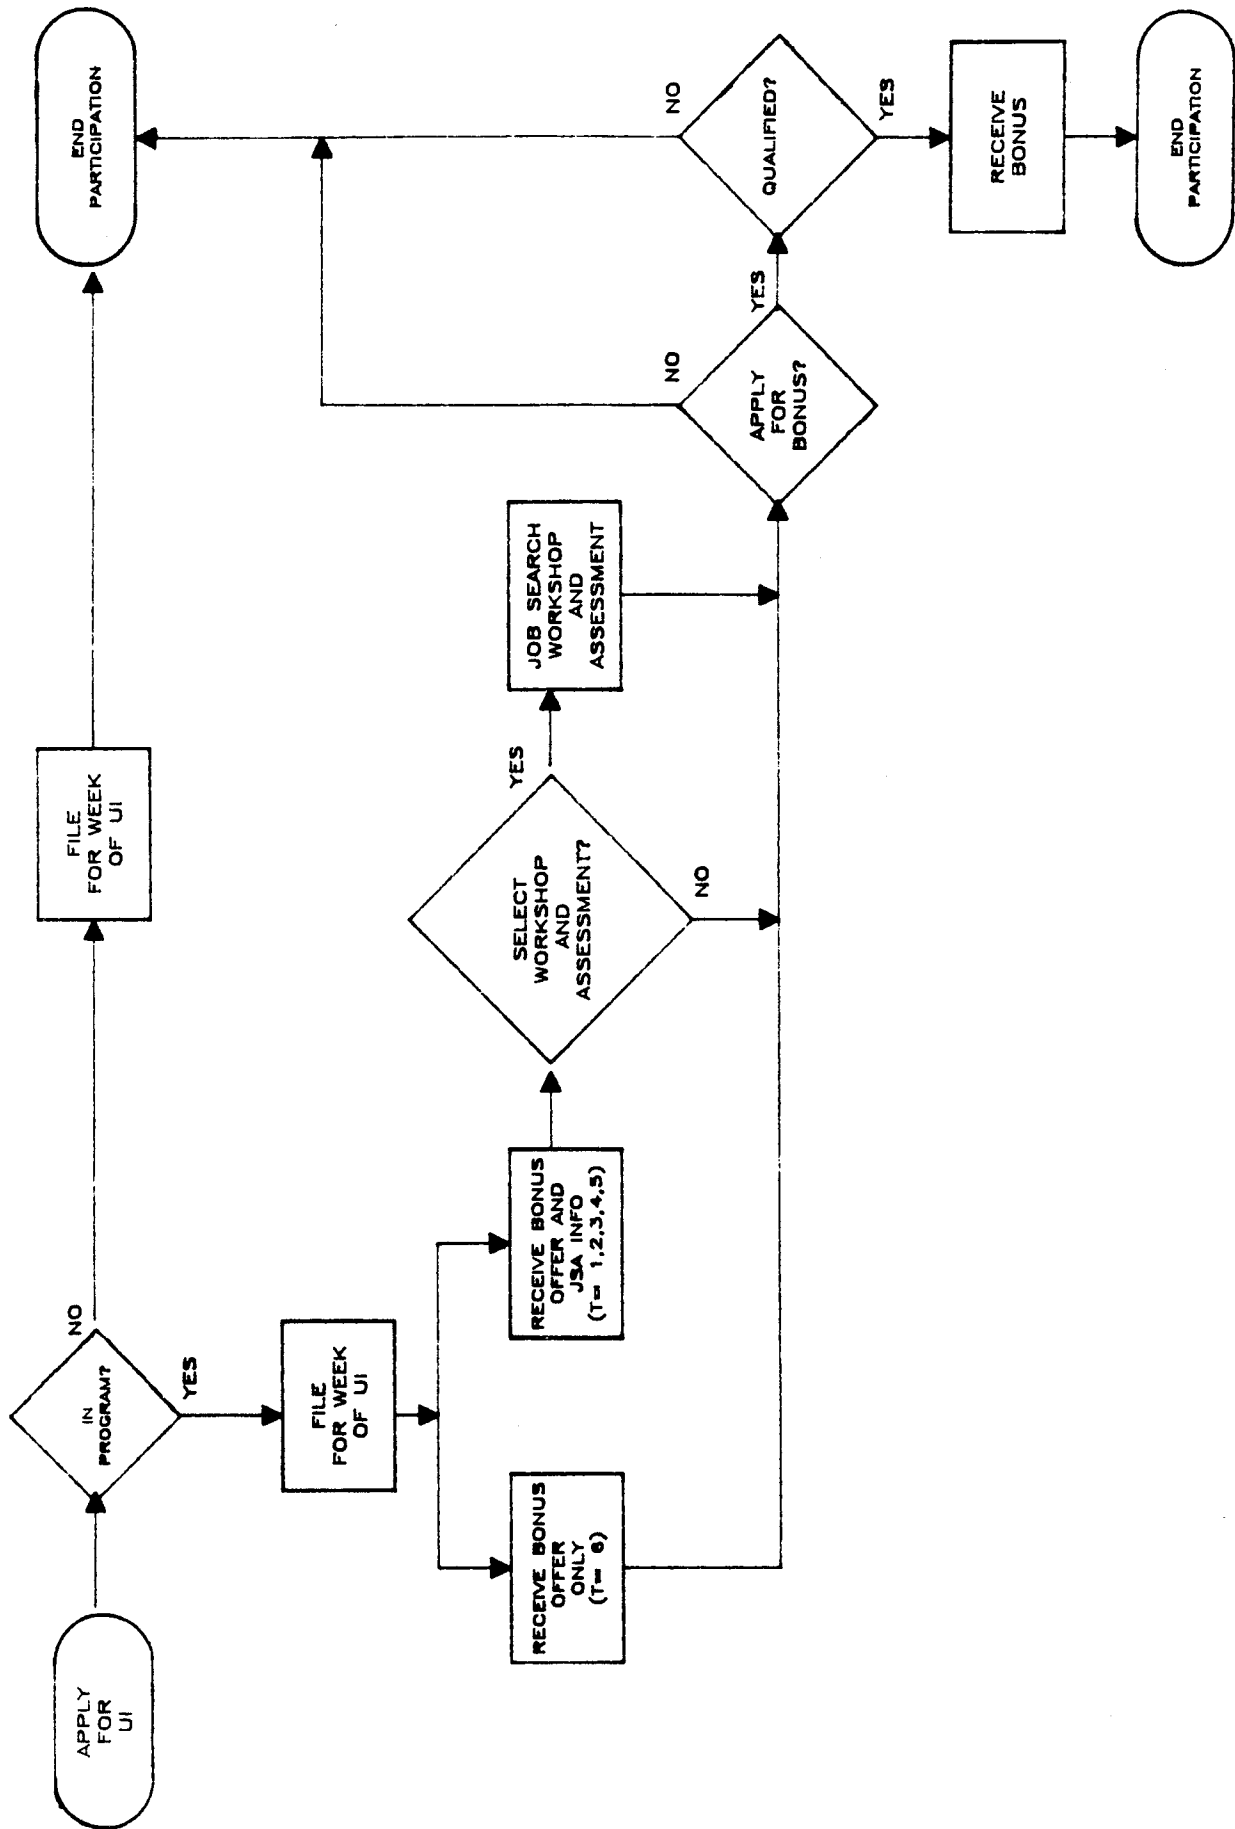 APPLY
FOR
UI
IN
PROGRAM?
NO
YES
FILE
FOR WEEK
OF UI
END
PARTICIPATION
FILE
FOR WEEK
OF UI
RECEIVE BONUS
OFFER
ONLY
(T= 6)
RECEIVE BONUS
OFFER AND
JSA INFO
(T= 1,2,3,4,5)
SELECT
WORKSHOP
AND
ASSESSMENT?
YES
NO
JOB SEARCH
WORKSHOP
AND
ASSESSMENT
APPLY
FOR
BONUS?
NO
YES
QUALIFIED?
NO
YES
RECEIVE
BONUS
END
PARTICIPATION